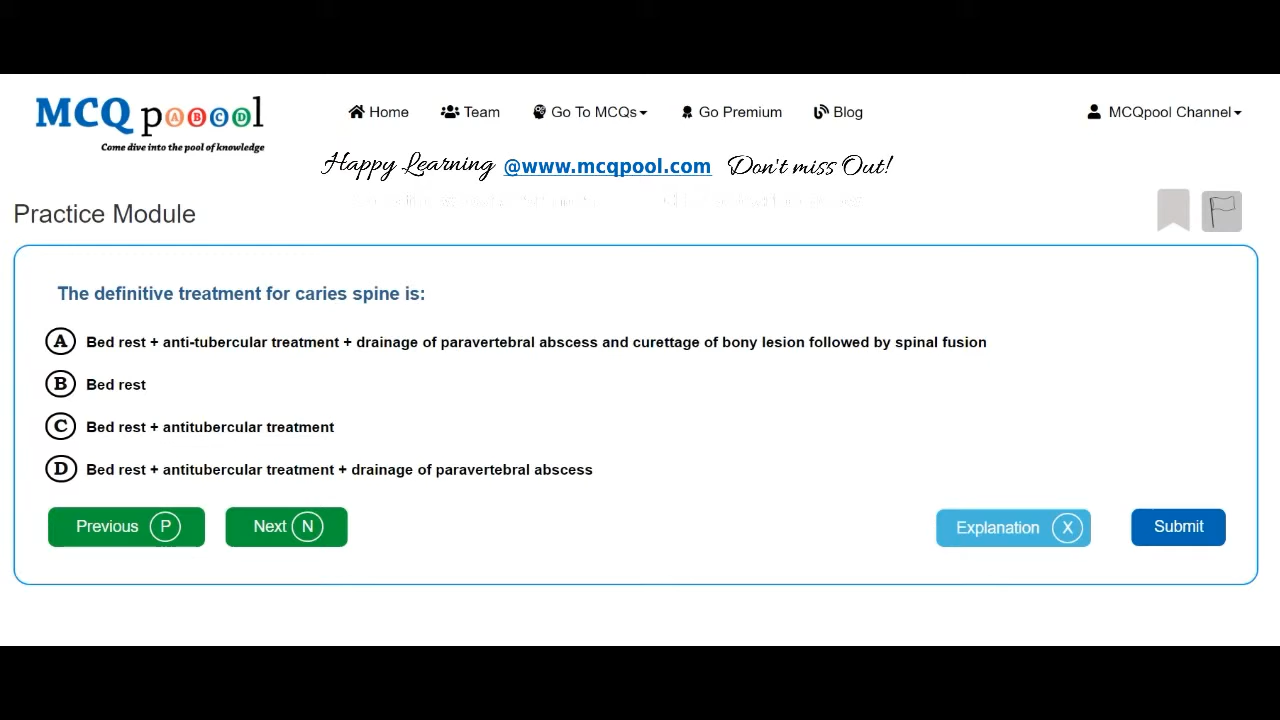 MCQ pooool
A B C D
Come dive into the pool of knowledge
Home Team Go To MCQs Go Premium Blog MCQpool Channel
Happy Learning @www.mcqpool.com Don't miss Out!
Practice Module
The definitive treatment for caries spine is:
A Bed rest + anti-tubercular treatment + drainage of paravertebral abscess and curettage of bony lesion followed by spinal fusion
B Bed rest
C Bed rest + antitubercular treatment
D Bed rest + antitubercular treatment + drainage of paravertebral abscess
Previous P Next N Explanation X Submit